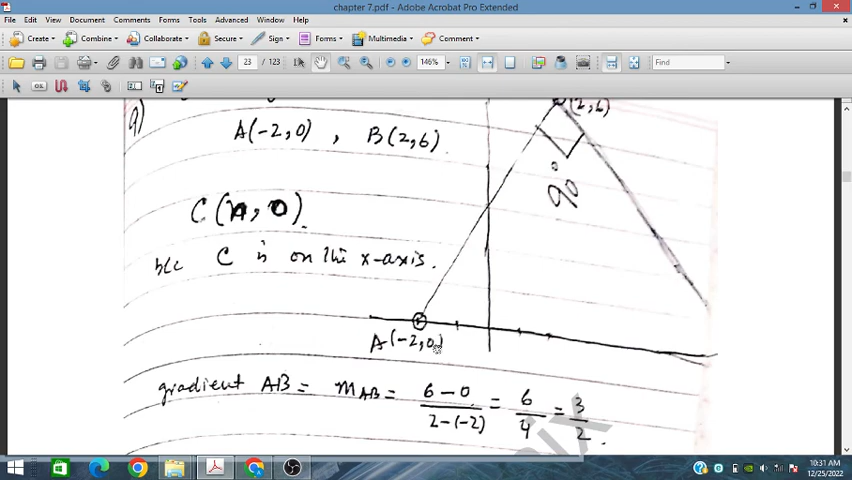 chapter 7.pdf - Adobe Acrobat Pro Extended
File Edit View Document Comments Forms Tools Advanced Window Help
Create Combine Collaborate Secure Sign Forms Multimedia Comment
23 / 123 146% Find
9)
(2,6)
A(-2,0) , B(2,6)
90°
C(n,0)
b/c C is on the x-axis.
A(-2,0)
gradient AB = mAB = 6-0 / 2-(-2) = 6/4 = 3/2.
10:31 AM
12/25/2022